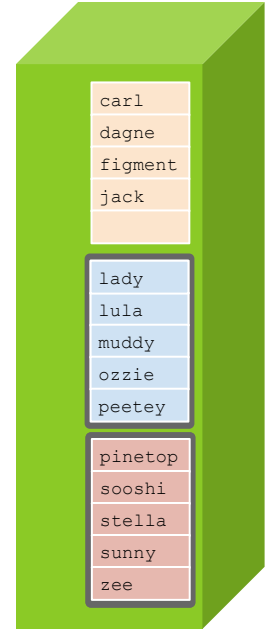 carl
dagne
figment
jack
lady
lula
muddy
ozzie
peetey
pinetop
sooshi
stella
sunny
zee